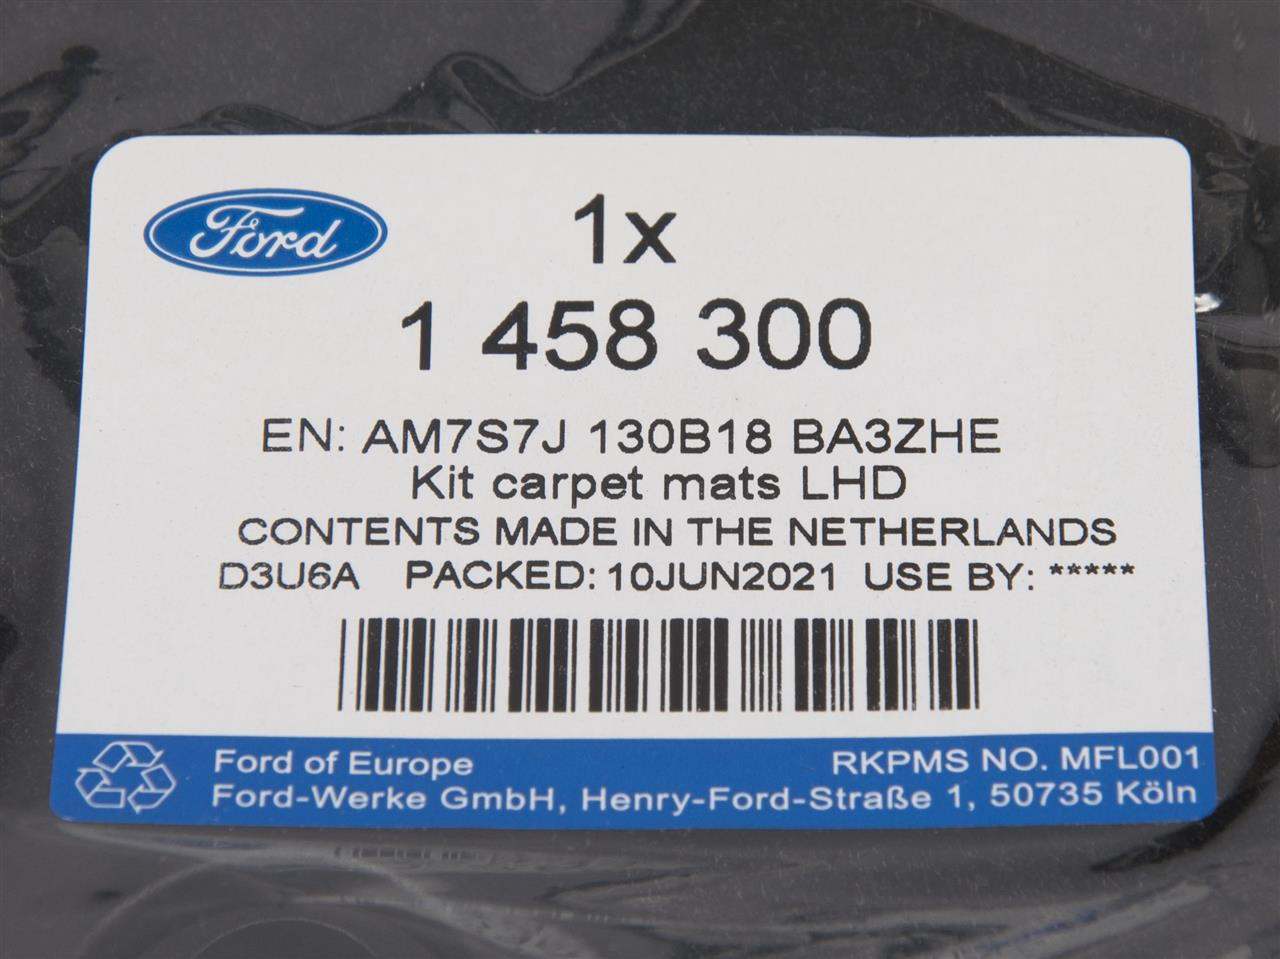 Ford
1x
1 458 300
EN: AM7S7J 130B18 BA3ZHE
Kit carpet mats LHD
CONTENTS MADE IN THE NETHERLANDS
D3U6A PACKED: 10JUN2021 USE BY: *****
Ford of Europe RKPMS NO. MFL001
Ford-Werke GmbH, Henry-Ford-Straße 1, 50735 Köln